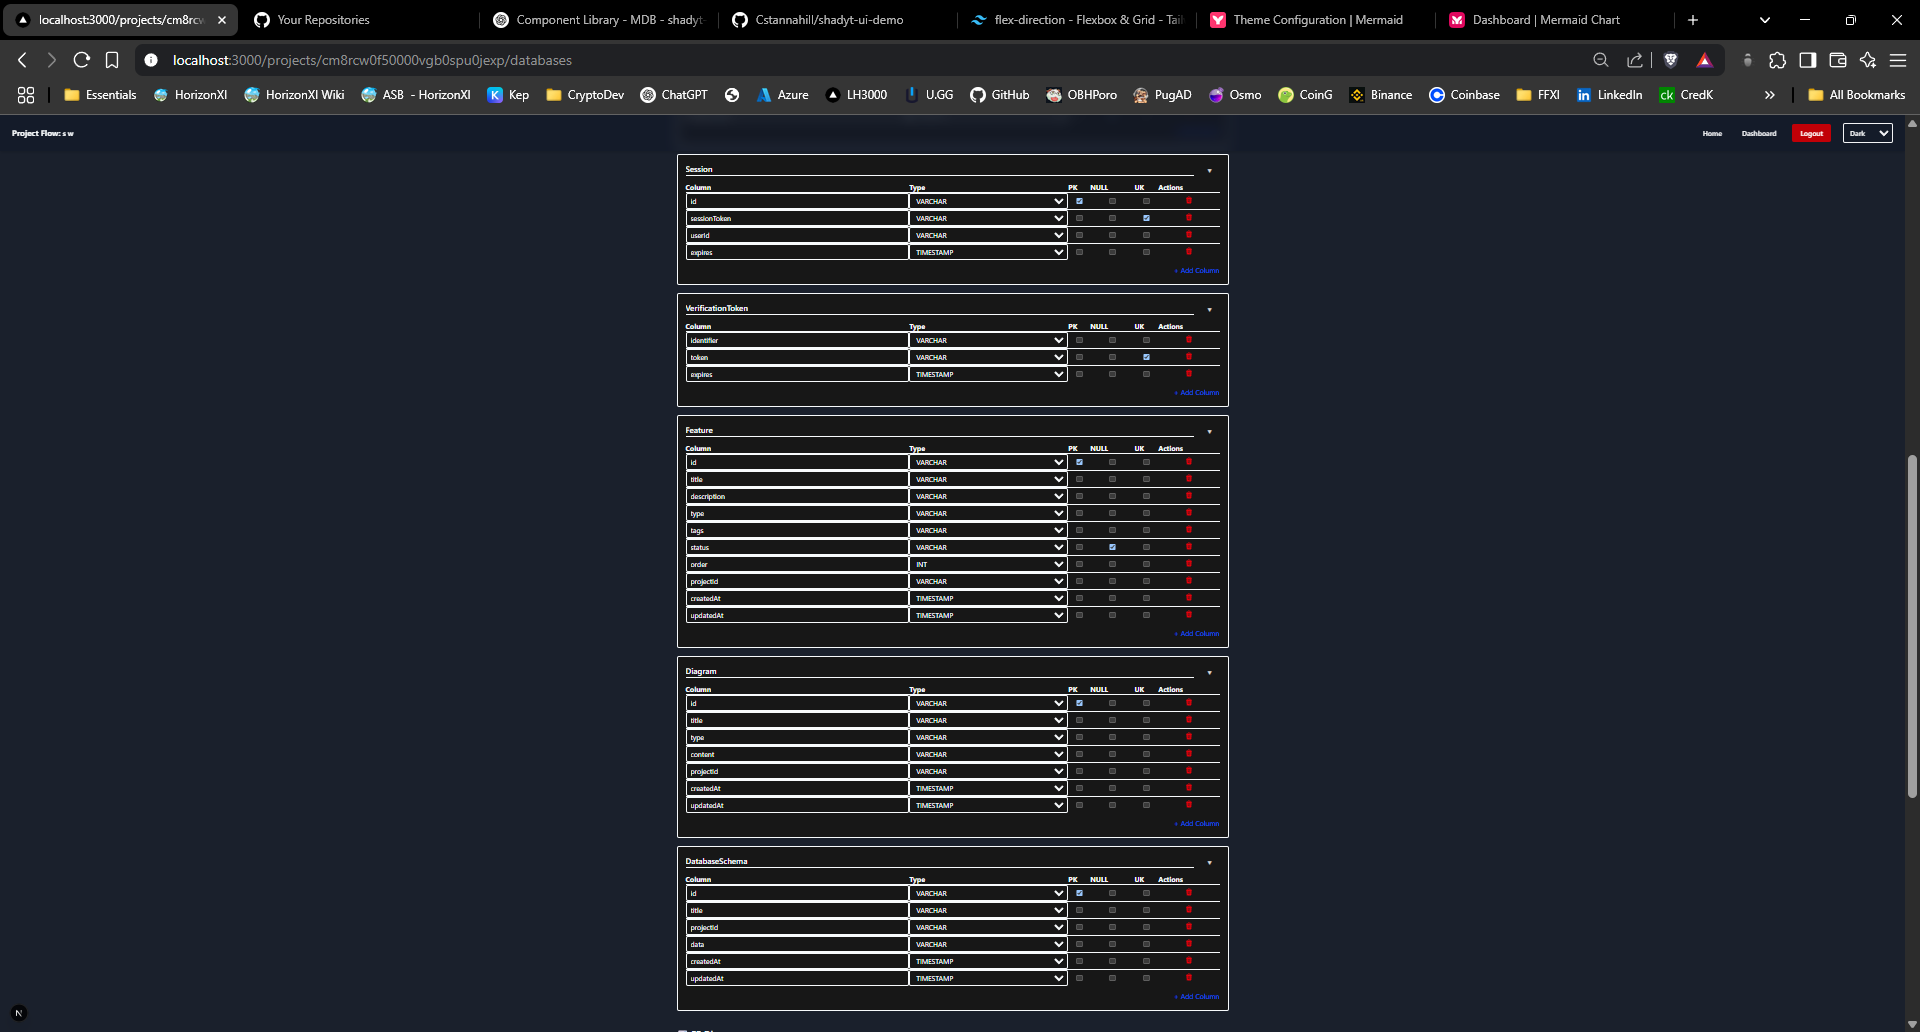 localhost:3000/projects/cm8rcw
Your Repositories
Component Library - MDB - shadyt-
Cstannahill/shadyt-ui-demo
flex-direction - Flexbox & Grid - Tail
Theme Configuration | Mermaid
Dashboard | Mermaid Chart
localhost:3000/projects/cm8rcw0f50000vgb0spu0jexp/databases
Essentials
HorizonXI
HorizonXI Wiki
ASB - HorizonXI
K Kep
CryptoDev
ChatGPT
Azure
LH3000
U.GG
GitHub
OBHPoro
PugAD
Osmo
CoinG
Binance
Coinbase
FFXI
in LinkedIn
ck CredK
»
All Bookmarks
Project Flow: s w
Home Dashboard Logout Dark
Session
Column Type PK NULL UK Actions
id VARCHAR
sessionToken VARCHAR
userId VARCHAR
expires TIMESTAMP
+ Add Column
VerificationToken
Column Type PK NULL UK Actions
identifier VARCHAR
token VARCHAR
expires TIMESTAMP
+ Add Column
Feature
Column Type PK NULL UK Actions
id VARCHAR
title VARCHAR
description VARCHAR
type VARCHAR
tags VARCHAR
status VARCHAR
order INT
projectId VARCHAR
createdAt TIMESTAMP
updatedAt TIMESTAMP
+ Add Column
Diagram
Column Type PK NULL UK Actions
id VARCHAR
title VARCHAR
type VARCHAR
content VARCHAR
projectId VARCHAR
createdAt TIMESTAMP
updatedAt TIMESTAMP
+ Add Column
DatabaseSchema
Column Type PK NULL UK Actions
id VARCHAR
title VARCHAR
projectId VARCHAR
data VARCHAR
createdAt TIMESTAMP
updatedAt TIMESTAMP
+ Add Column
N